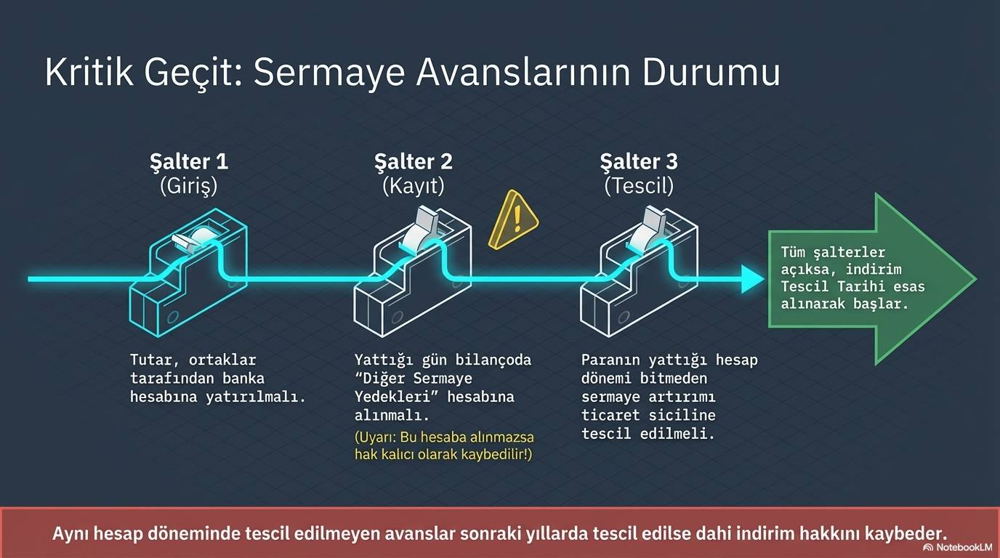 Kritik Geçit: Sermaye Avanslarının Durumu
Şalter 1
(Giriş)
Tutar, ortaklar
tarafından banka
hesabına yatırılmalı.
Şalter 2
(Kayıt)
!
Yattığı gün bilançoda
“Diğer Sermaye
Yedekleri” hesabına
alınmalı.
(Uyarı: Bu hesaba alınmazsa
hak kalıcı olarak kaybedilir!)
Şalter 3
(Tescil)
Paranın yattığı hesap
dönemi bitmeden
sermaye artırımı
ticaret siciline
tescil edilmeli.
Tüm şalterler
açıksa, indirim
Tescil Tarihi esas
alınarak başlar.
Aynı hesap döneminde tescil edilmeyen avanslar sonraki yıllarda tescil edilse dahi indirim hakkını kaybeder.
NotebookLM